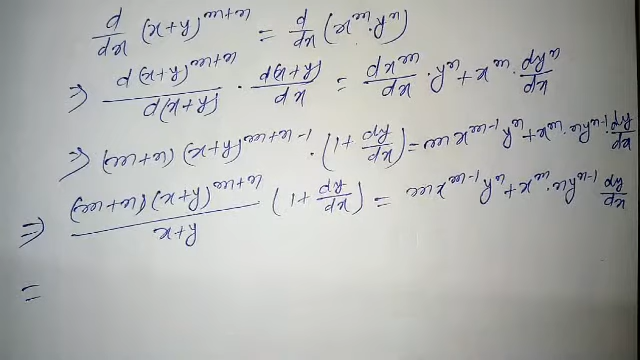 d/dx (x+y)^{m+n} = d/dx (x^m · y^n)
⇒ d(x+y)^{m+n}/d(x+y) · d(x+y)/dx = dx^m/dx · y^n + x^m · dy^n/dx
⇒ (m+n)(x+y)^{m+n-1} · (1 + dy/dx) = mx^{m-1} y^n + x^m · ny^{n-1} dy/dx
⇒ (m+n)(x+y)^{m+n}/x+y (1 + dy/dx) = mx^{m-1} y^n + x^m · ny^{n-1} dy/dx
=